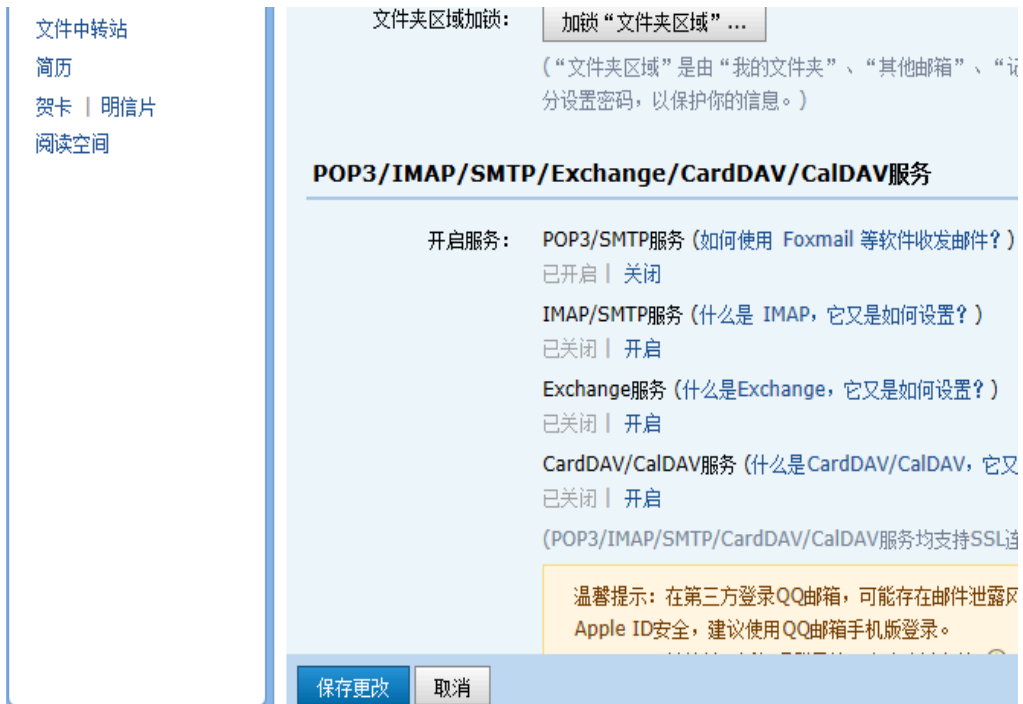 文件中转站
简历
贺卡 | 明信片
阅读空间
文件夹区域加锁: 加锁“文件夹区域”...
(“文件夹区域”是由“我的文件夹”、“其他邮箱”、“记
分设置密码，以保护你的信息。)
POP3/IMAP/SMTP/Exchange/CardDAV/CalDAV服务
开启服务: POP3/SMTP服务 (如何使用 Foxmail 等软件收发邮件?)
已开启 | 关闭
IMAP/SMTP服务 (什么是 IMAP，它又是如何设置?)
已关闭 | 开启
Exchange服务 (什么是Exchange，它又是如何设置?)
已关闭 | 开启
CardDAV/CalDAV服务 (什么是CardDAV/CalDAV，它又
已关闭 | 开启
(POP3/IMAP/SMTP/CardDAV/CalDAV服务均支持SSL连
温馨提示: 在第三方登录QQ邮箱，可能存在邮件泄露风
Apple ID安全，建议使用QQ邮箱手机版登录。
保存更改 取消